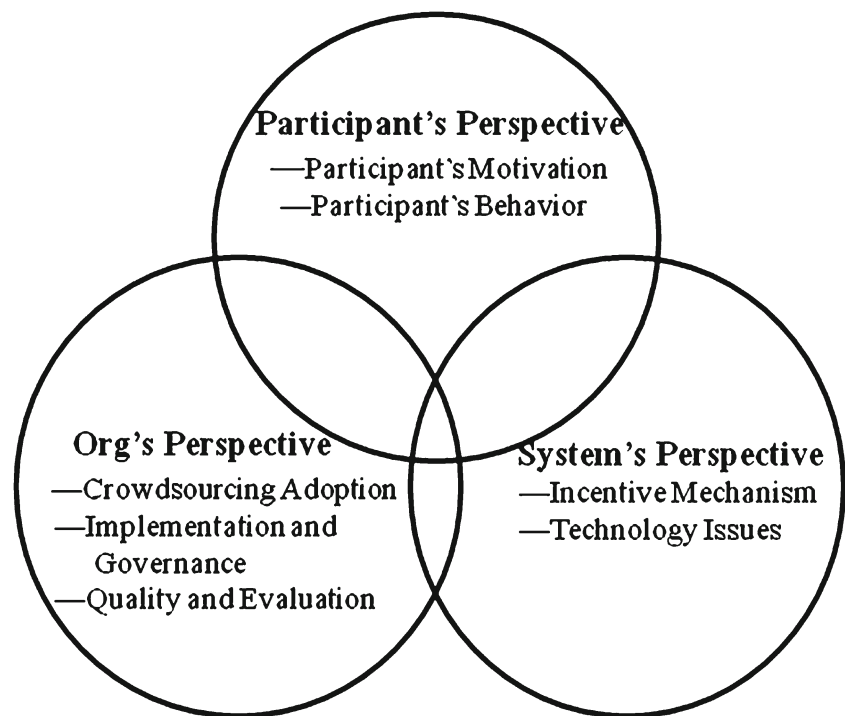 Participant's Perspective
—Participant's Motivation
—Participant's Behavior
Org's Perspective
—Crowdsourcing Adoption
—Implementation and
Governance
—Quality and Evaluation
System's Perspective
—Incentive Mechanism
—Technology Issues